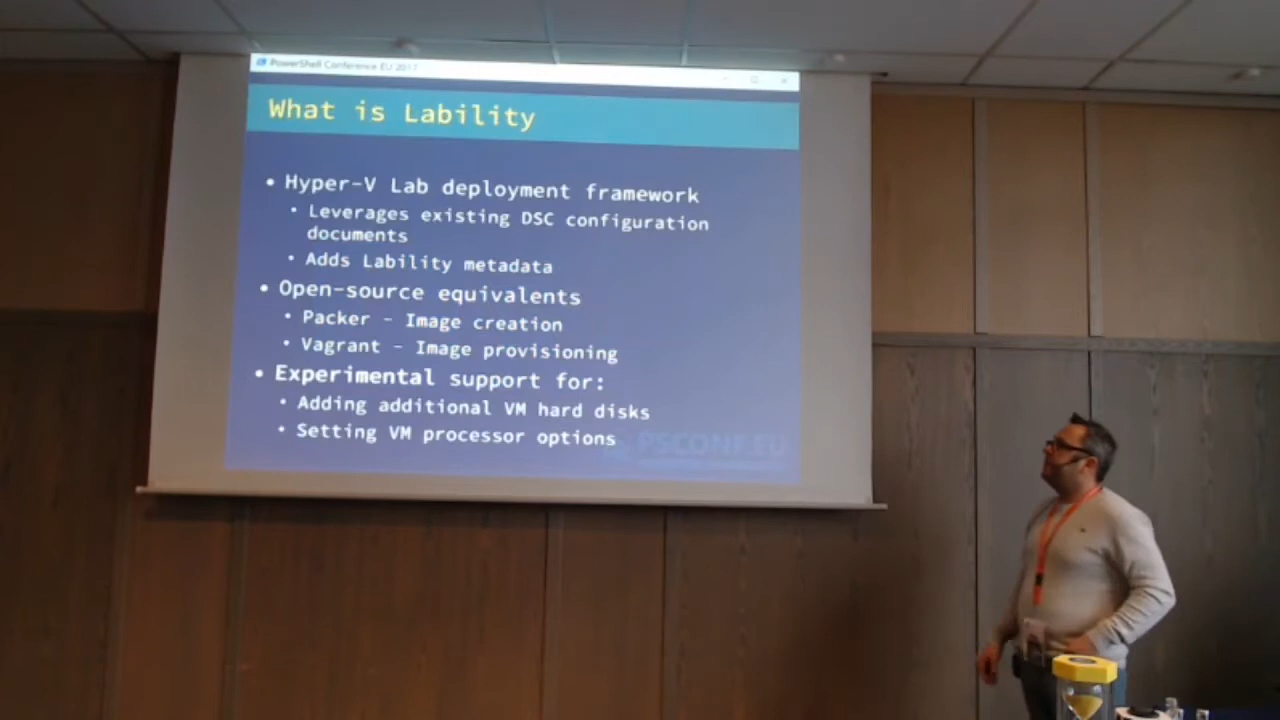 PowerShell Conference EU 2017
What is Lability
• Hyper-V Lab deployment framework
• Leverages existing DSC configuration
documents
• Adds Lability metadata
• Open-source equivalents
• Packer - Image creation
• Vagrant - Image provisioning
• Experimental support for:
• Adding additional VM hard disks
• Setting VM processor options
PSCONF.EU